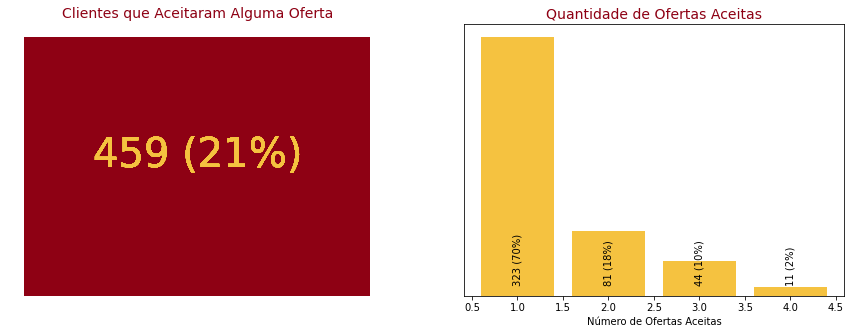 Clientes que Aceitaram Alguma Oferta
459 (21%)
Quantidade de Ofertas Aceitas
323 (70%)
81 (18%)
44 (10%)
11 (2%)
0.5 1.0 1.5 2.0 2.5 3.0 3.5 4.0 4.5
Número de Ofertas Aceitas